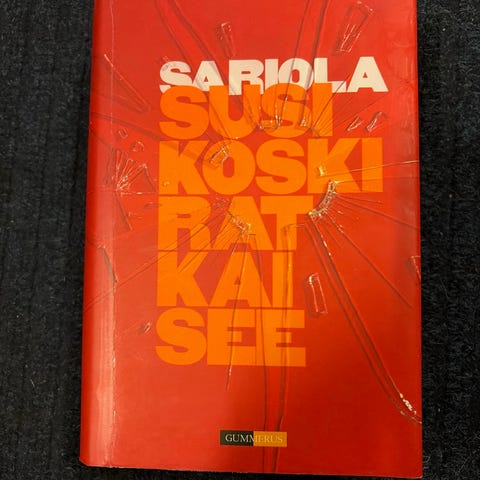 SARIOLA
SUSI
KOSKI
RAT
KAI
SEE
GUMMERUS